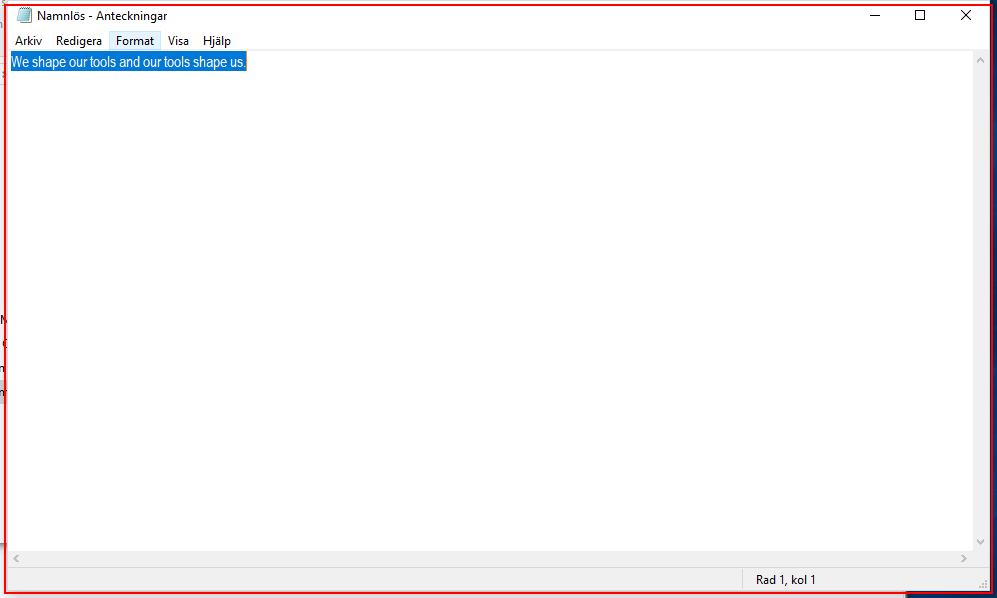 Namnlös - Anteckningar
Arkiv Redigera Format Visa Hjälp
We shape our tools and our tools shape us.
Rad 1, kol 1